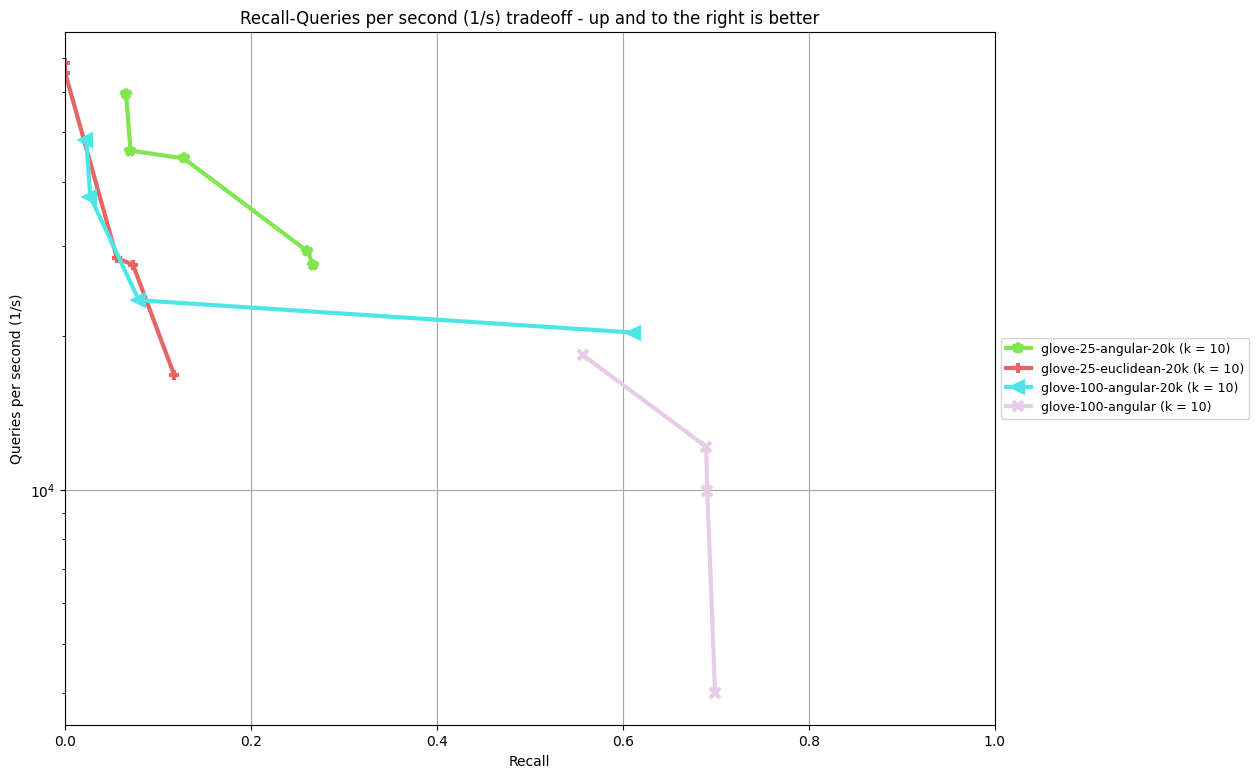 Recall-Queries per second (1/s) tradeoff - up and to the right is better
Queries per second (1/s)
10^4
0.0 0.2 0.4 0.6 0.8 1.0
Recall
glove-25-angular-20k (k = 10)
glove-25-euclidean-20k (k = 10)
glove-100-angular-20k (k = 10)
glove-100-angular (k = 10)